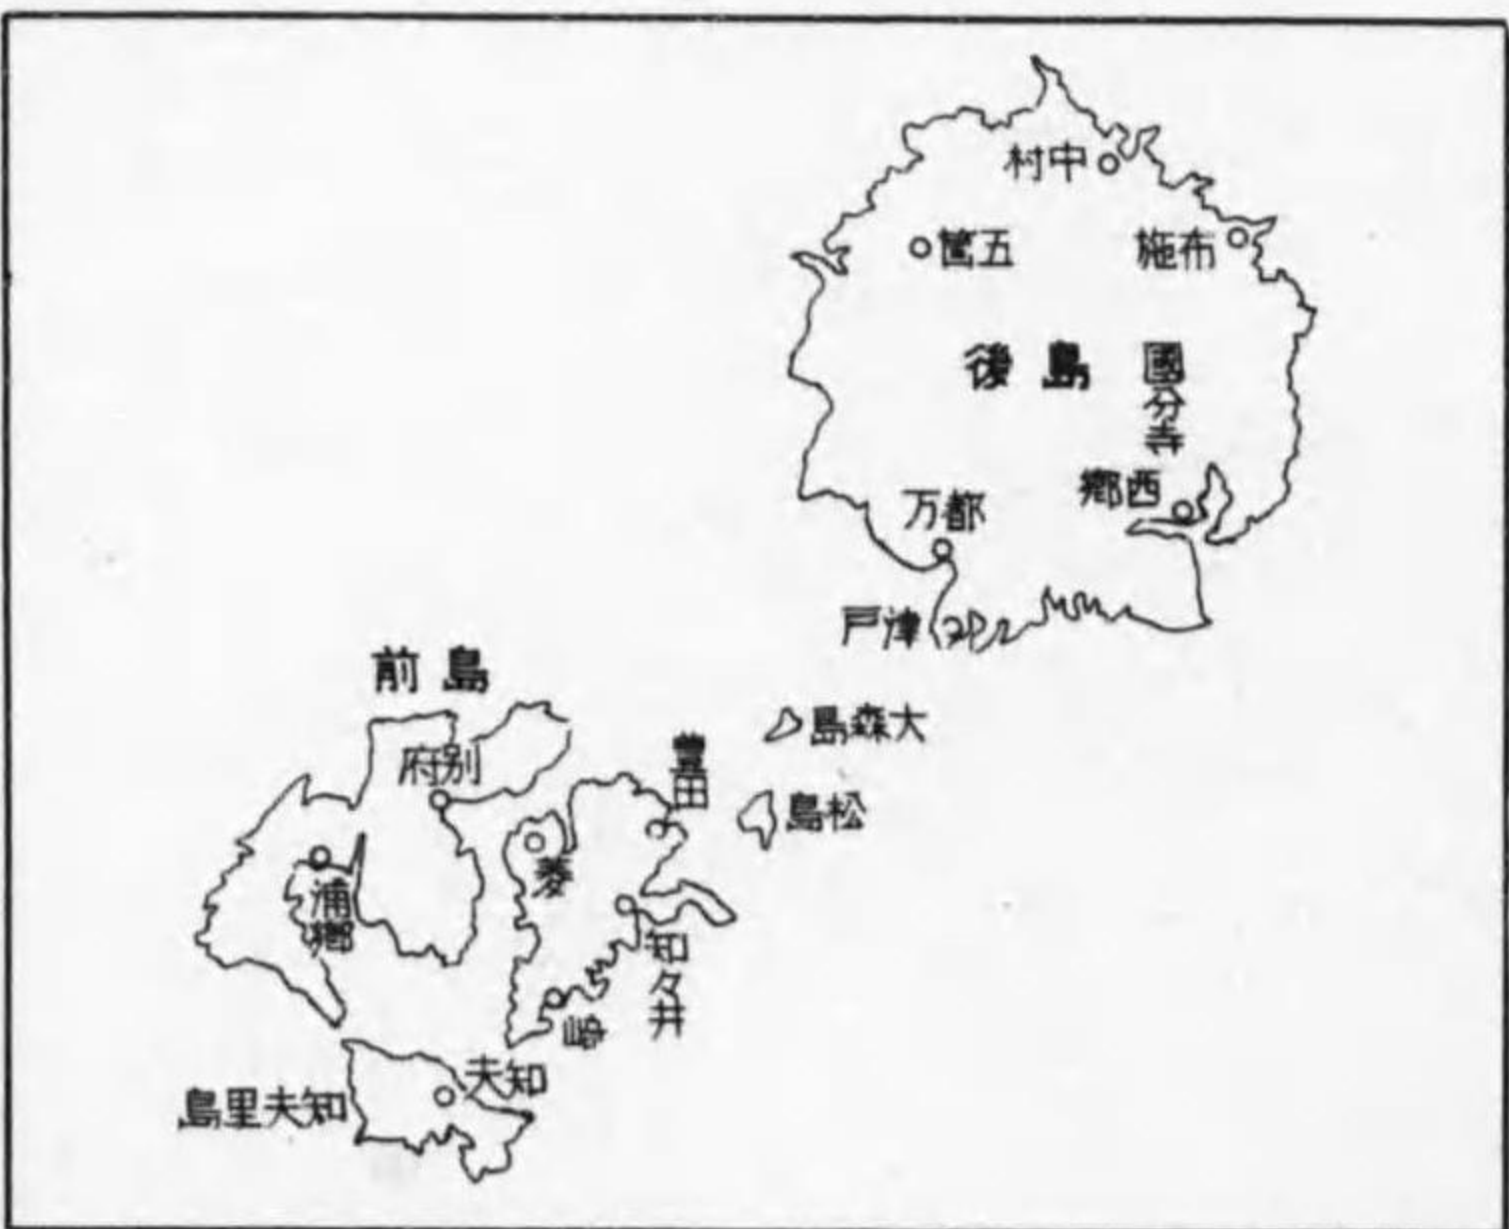 中村
五箇
布施
島後
國分寺
西郷
都万
津戸
島前
別府
豊田
大森島
松島
菱
浦郷
知々井
崎
知夫
知夫里島